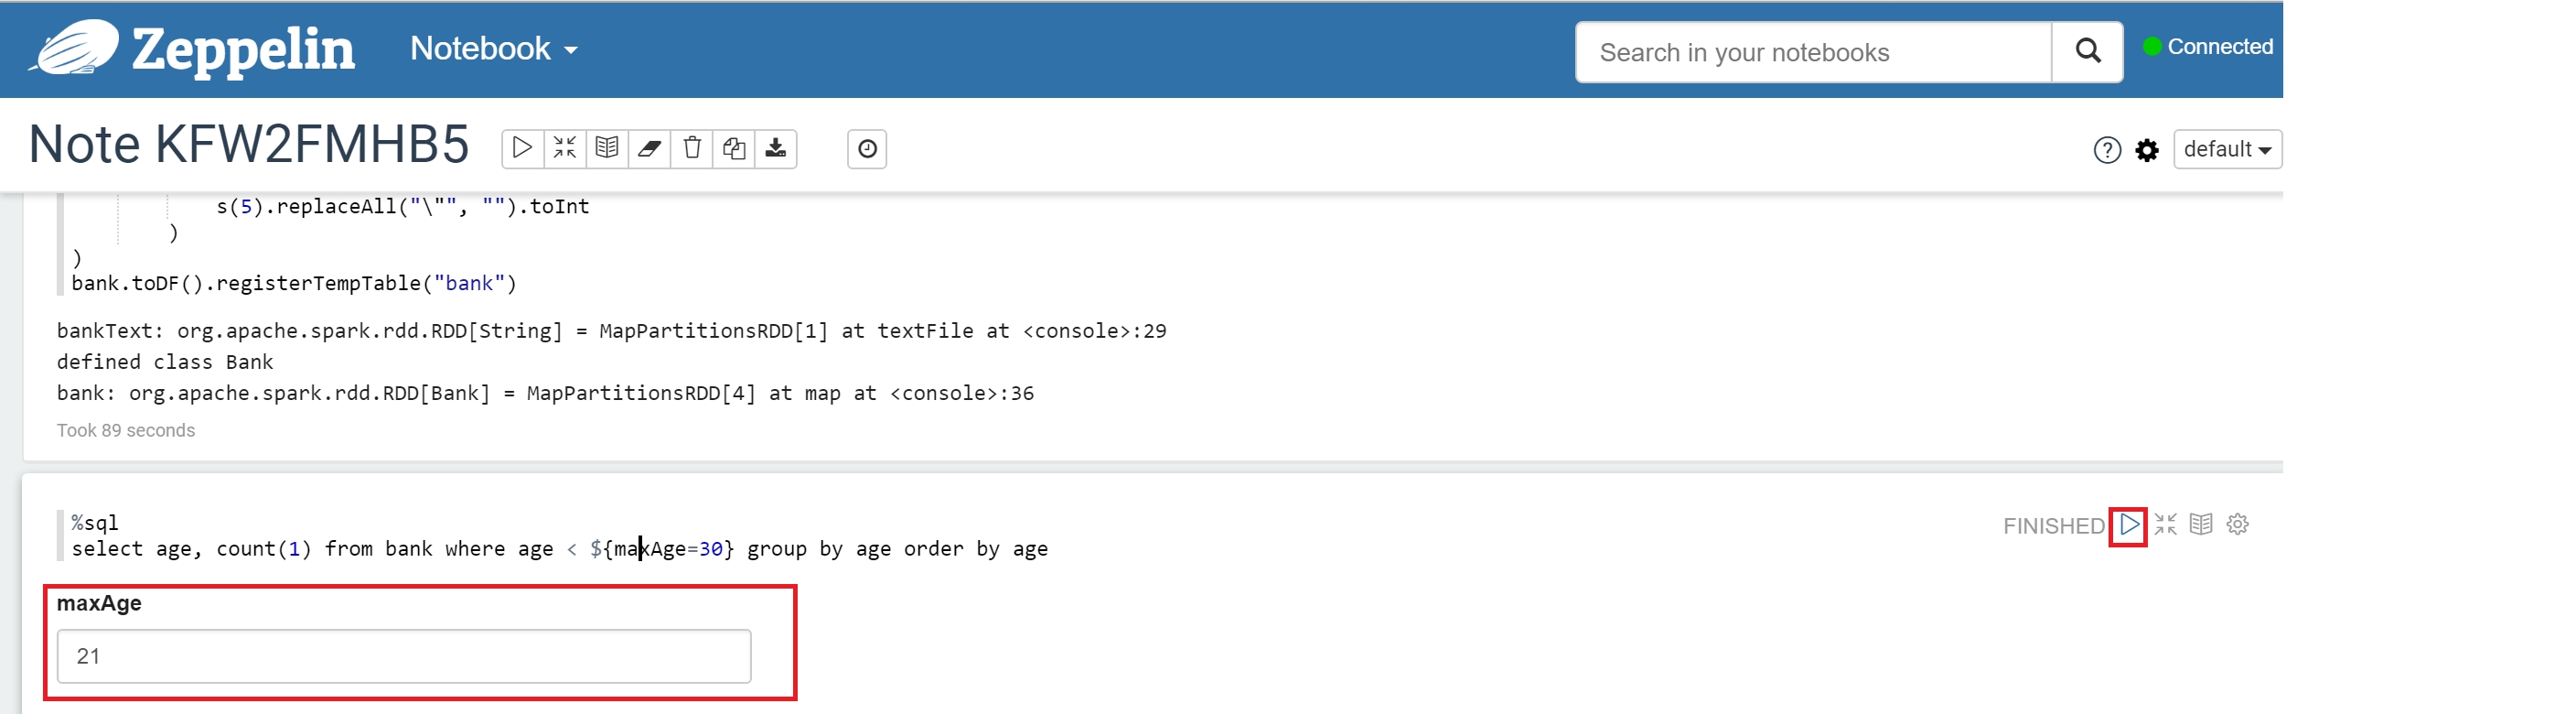 Zeppelin Notebook Search in your notebooks Connected
Note KFW2FMHB5 default
s(5).replaceAll("\"", "").toInt
)
)
bank.toDF().registerTempTable("bank")
bankText: org.apache.spark.rdd.RDD[String] = MapPartitionsRDD[1] at textFile at <console>:29
defined class Bank
bank: org.apache.spark.rdd.RDD[Bank] = MapPartitionsRDD[4] at map at <console>:36
Took 89 seconds
%sql
FINISHED
select age, count(1) from bank where age < ${maxAge=30} group by age order by age
maxAge
21